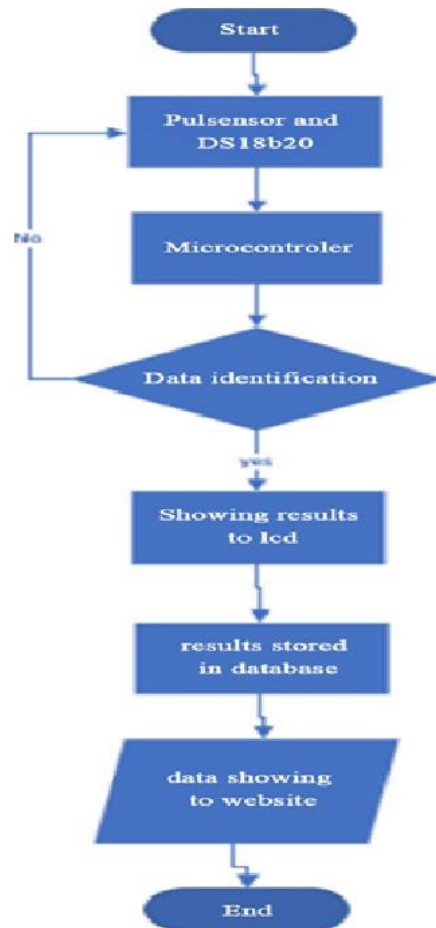 Start
Pulsensor and
DS18b20
Microcontroler
No
Data identification
yes
Showing results
to lcd
results stored
in database
data showing
to website
End